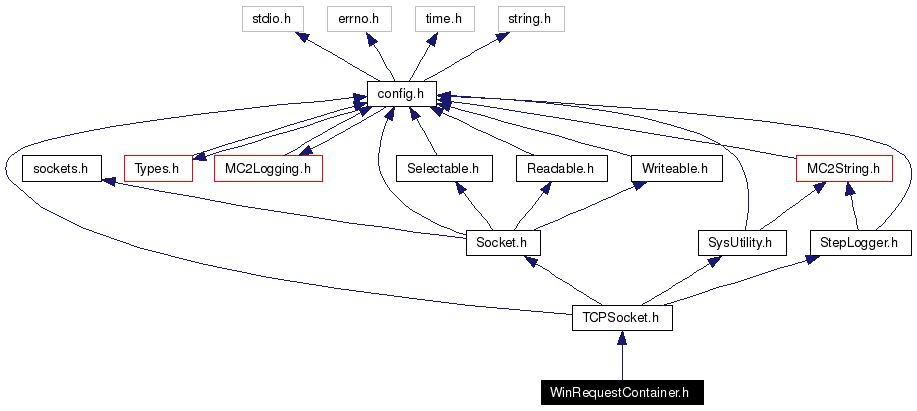 stdio.h
errno.h
time.h
string.h
config.h
sockets.h
Types.h
MC2Logging.h
Selectable.h
Readable.h
Writeable.h
MC2String.h
Socket.h
SysUtility.h
StepLogger.h
TCPSocket.h
WinRequestContainer.h